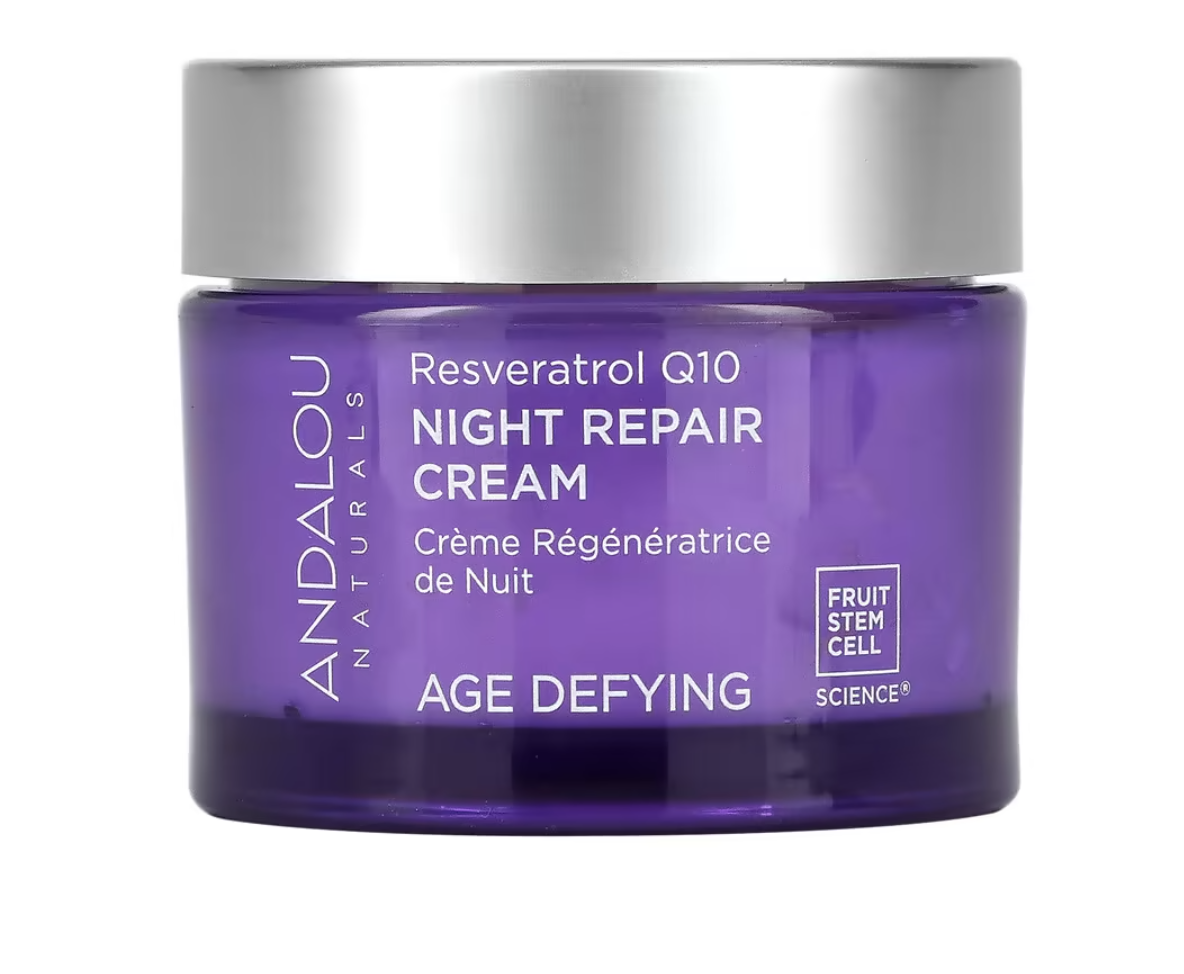 ANDALOU
NATURALS
Resveratrol Q10
NIGHT REPAIR
CREAM
Crème Régénératrice
de Nuit
AGE DEFYING
FRUIT
STEM
CELL
SCIENCE®